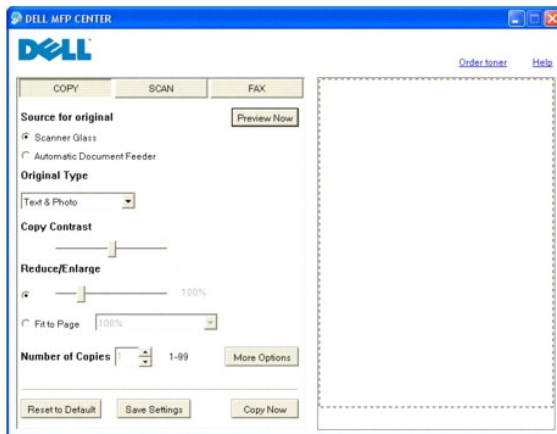 DELL MFP CENTER
DELL
Order toner Help
COPY SCAN FAX
Source for original Preview Now
Scanner Glass
Automatic Document Feeder
Original Type
Text & Photo
Copy Contrast
Reduce/Enlarge
100%
Fit to Page 100%
Number of Copies 1 1-99 More Options
Reset to Default Save Settings Copy Now